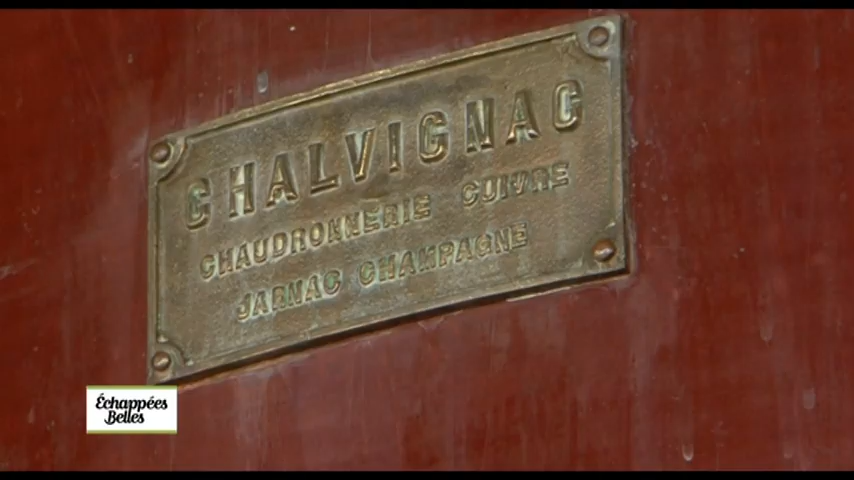 CHALVIGNAC
CHAUDRONNERIE CUIVRE
JARNAC CHAMPAGNE
Échappées
Belles